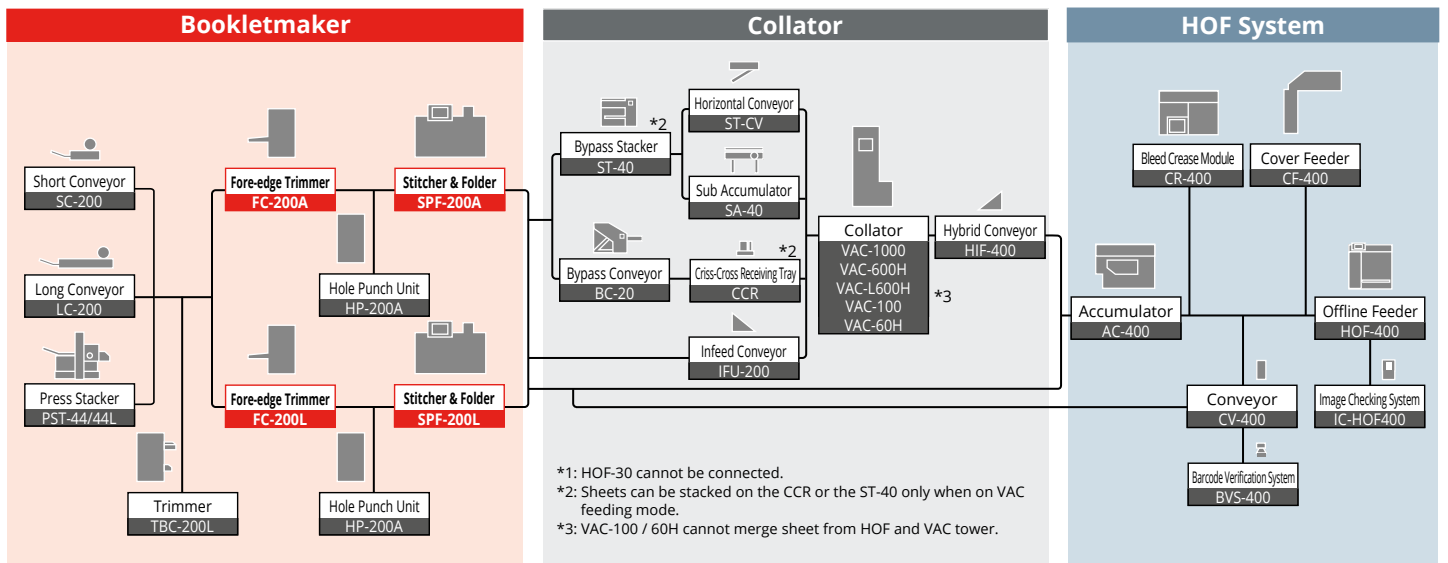 Bookletmaker
Short Conveyor
SC-200
Long Conveyor
LC-200
Press Stacker
PST-44/44L
Trimmer
TBC-200L
Fore-edge Trimmer
FC-200A
Hole Punch Unit
HP-200A
Stitcher & Folder
SPF-200A
Fore-edge Trimmer
FC-200L
Hole Punch Unit
HP-200A
Stitcher & Folder
SPF-200L
Collator
*2
Bypass Stacker
ST-40
Horizontal Conveyor
ST-CV
Sub Accumulator
SA-40
Bypass Conveyor
BC-20
*2
Criss-Cross Receiving Tray
CCR
Infeed Conveyor
IFU-200
Collator
VAC-1000
VAC-600H
VAC-L600H
VAC-100
VAC-60H
*3
Hybrid Conveyor
HIF-400
*1: HOF-30 cannot be connected.
*2: Sheets can be stacked on the CCR or the ST-40 only when on VAC
feeding mode.
*3: VAC-100 / 60H cannot merge sheet from HOF and VAC tower.
HOF System
Bleed Crease Module
CR-400
Cover Feeder
CF-400
Accumulator
AC-400
Offline Feeder
HOF-400
Conveyor
CV-400
Image Checking System
IC-HOF400
Barcode Verification System
BVS-400